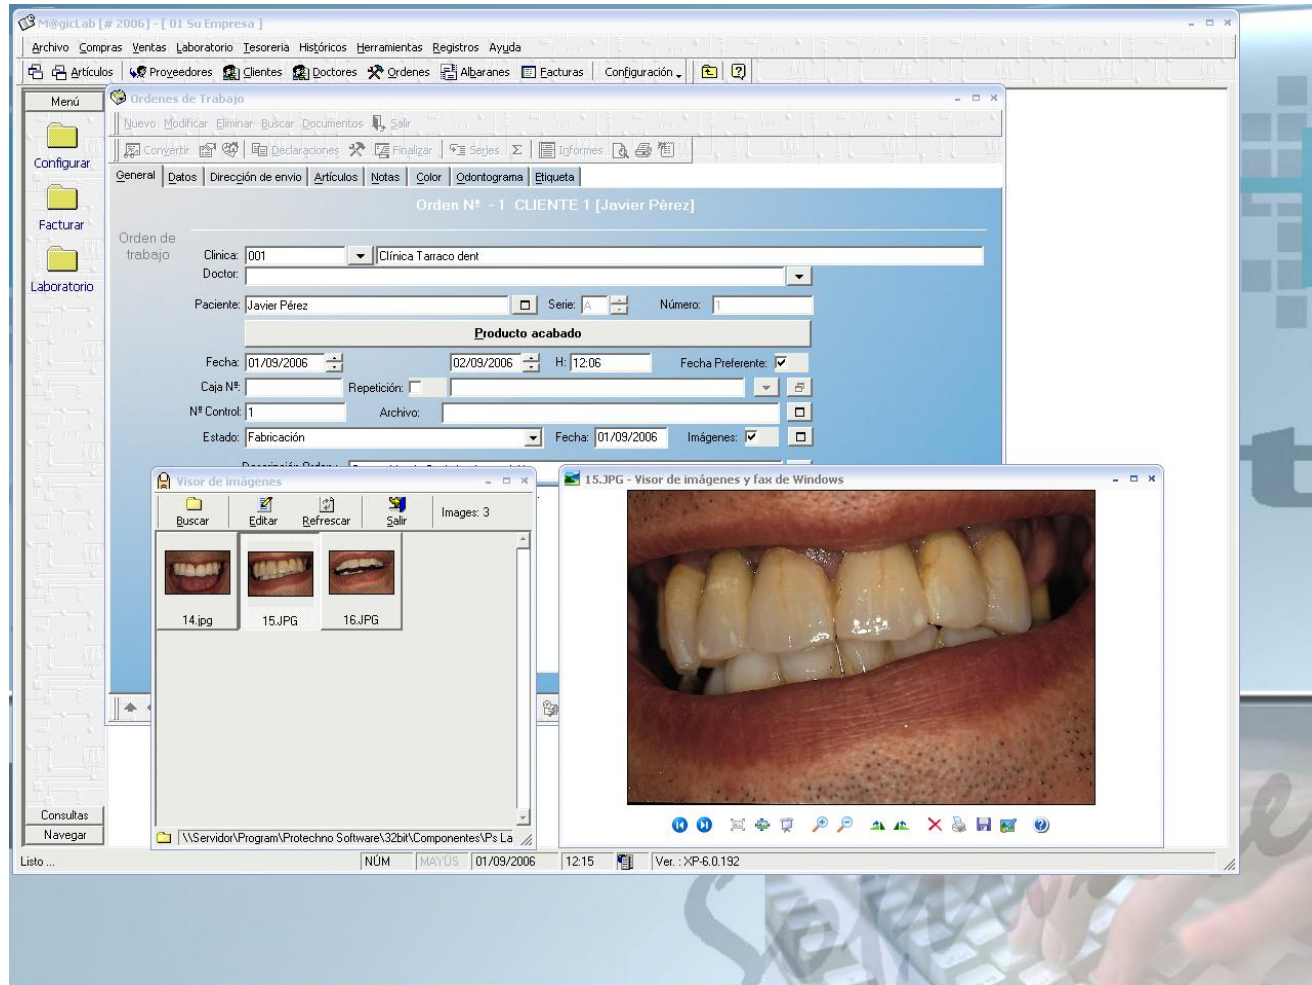 M@gicLab [# 2006] - [ 01 Su Empresa ]
Archivo Compras Ventas Laboratorio Tesoreria Históricos Herramientas Registros Ayuda
Artículos Proveedores Clientes Doctores Ordenes Albaranes Facturas Configuración
Menú
Configurar
Facturar
Laboratorio
Consultas
Navegar
Ordenes de Trabajo
Nuevo Modificar Eliminar Buscar Documentos Salir
Convertir Declaraciones Finalizar Series Σ Informes
General Datos Dirección de envio Artículos Notas Color Odontograma Etiqueta
Orden Nº - 1 CLIENTE 1 [Javier Pérez]
Orden de
trabajo
Clinica: 001 Clínica Tarraco dent
Doctor:
Paciente: Javier Pérez Serie: A Número: 1
Producto acabado
Fecha: 01/09/2006 02/09/2006 H: 12:06 Fecha Preferente:
Caja Nº: Repetición:
Nº Control: 1 Archivo:
Estado: Fabricación Fecha: 01/09/2006 Imágenes:
Visor de imágenes
Buscar Editar Refrescar Salir Images: 3
14.jpg 15.JPG 16.JPG
\\Servidor\Program\Protechno Software\32bit\Componentes\Ps La
15.JPG - Visor de imágenes y fax de Windows
Listo ... NÚM MAYÚS 01/09/2006 12:15 Ver. : XP-6.0.192